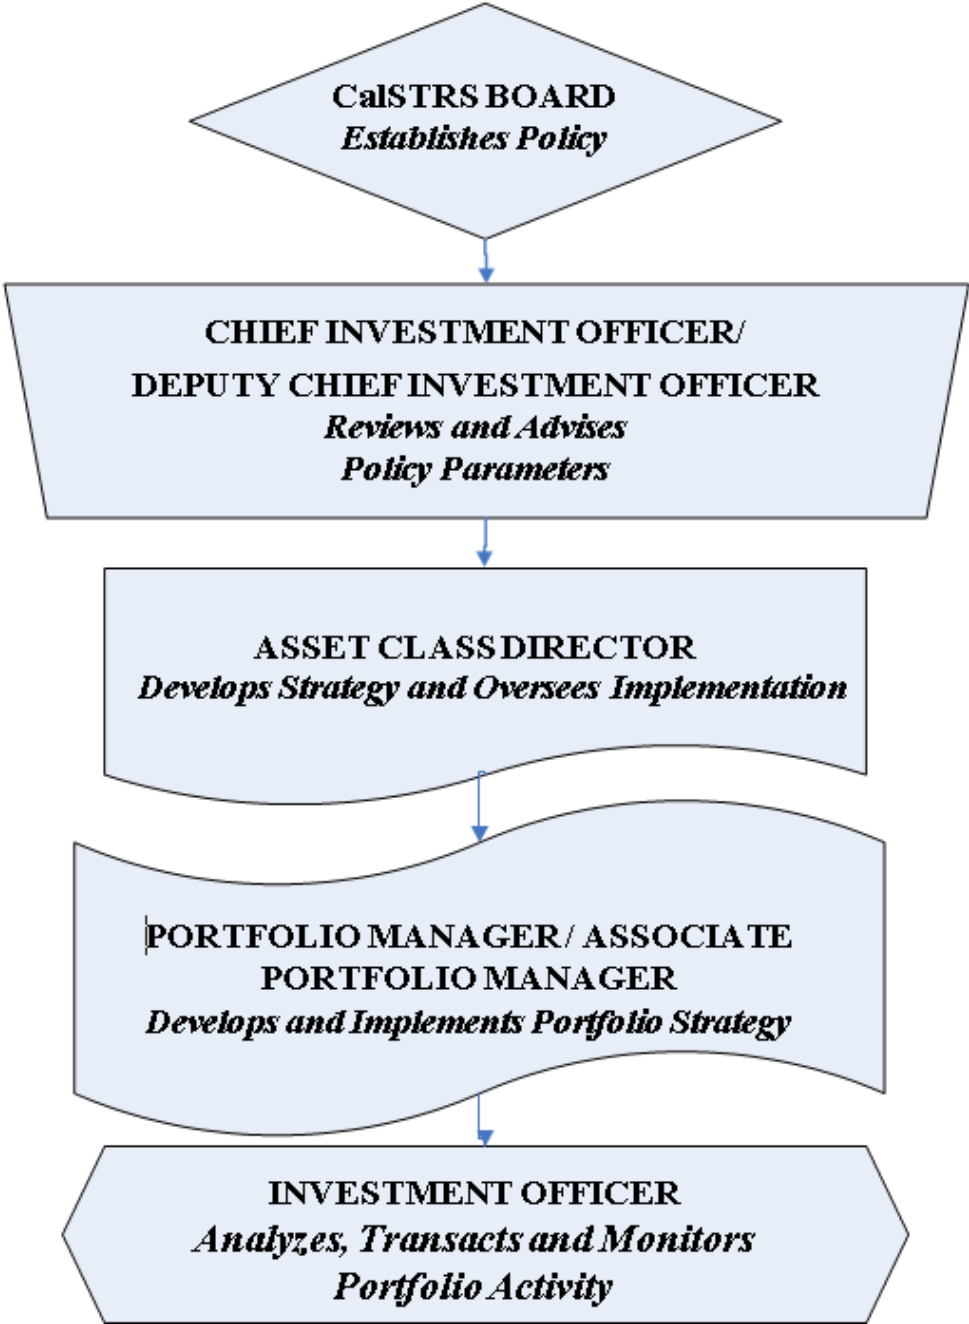 CalSTRS BOARD
Establishes Policy
CHIEF INVESTMENT OFFICER/
DEPUTY CHIEF INVESTMENT OFFICER
Reviews and Advises
Policy Parameters
ASSET CLASS DIRECTOR
Develops Strategy and Oversees Implementation
PORTFOLIO MANAGER/ ASSOCIATE
PORTFOLIO MANAGER
Develops and Implements Portfolio Strategy
INVESTMENT OFFICER
Analyzes, Transacts and Monitors
Portfolio Activity